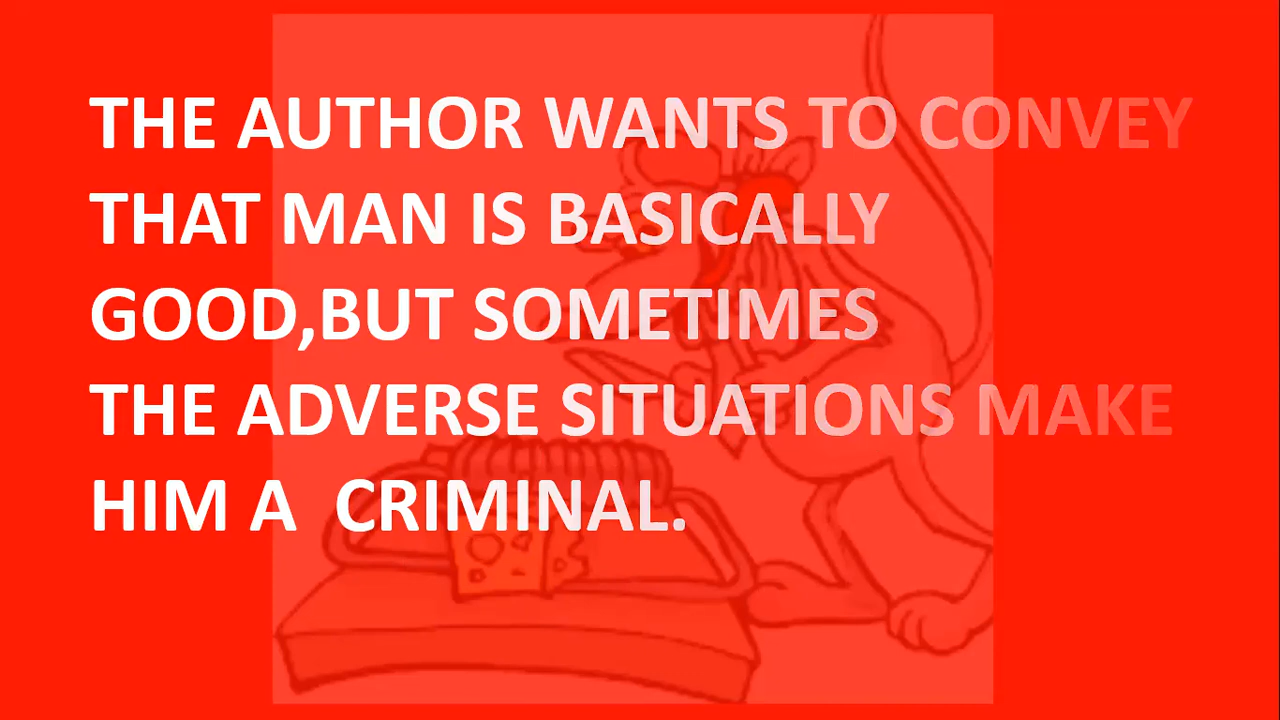 THE AUTHOR WANTS TO CONVEY
THAT MAN IS BASICALLY
GOOD,BUT SOMETIMES
THE ADVERSE SITUATIONS MAKE
HIM A  CRIMINAL.